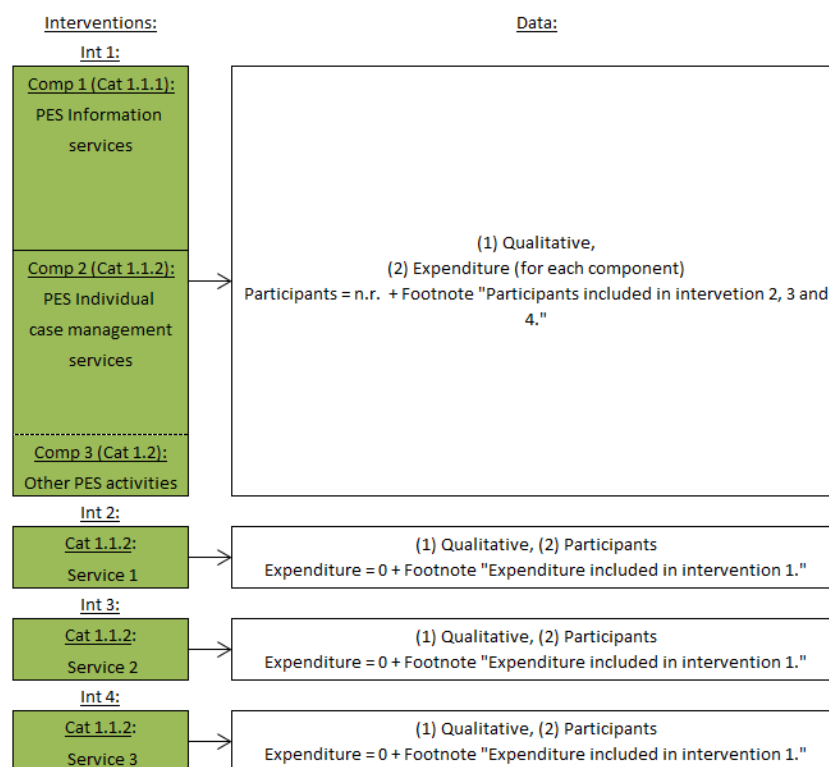 Interventions:
Data:
Int 1:
Comp 1 (Cat 1.1.1):
PES Information
services
Comp 2 (Cat 1.1.2):
PES Individual
case management
services
Comp 3 (Cat 1.2):
Other PES activities
(1) Qualitative,
(2) Expenditure (for each component)
Participants = n.r. + Footnote "Participants included in intervetion 2, 3 and
4."
Int 2:
Cat 1.1.2:
Service 1
(1) Qualitative, (2) Participants
Expenditure = 0 + Footnote "Expenditure included in intervention 1."
Int 3:
Cat 1.1.2:
Service 2
(1) Qualitative, (2) Participants
Expenditure = 0 + Footnote "Expenditure included in intervention 1."
Int 4:
Cat 1.1.2:
Service 3
(1) Qualitative, (2) Participants
Expenditure = 0 + Footnote "Expenditure included in intervention 1."